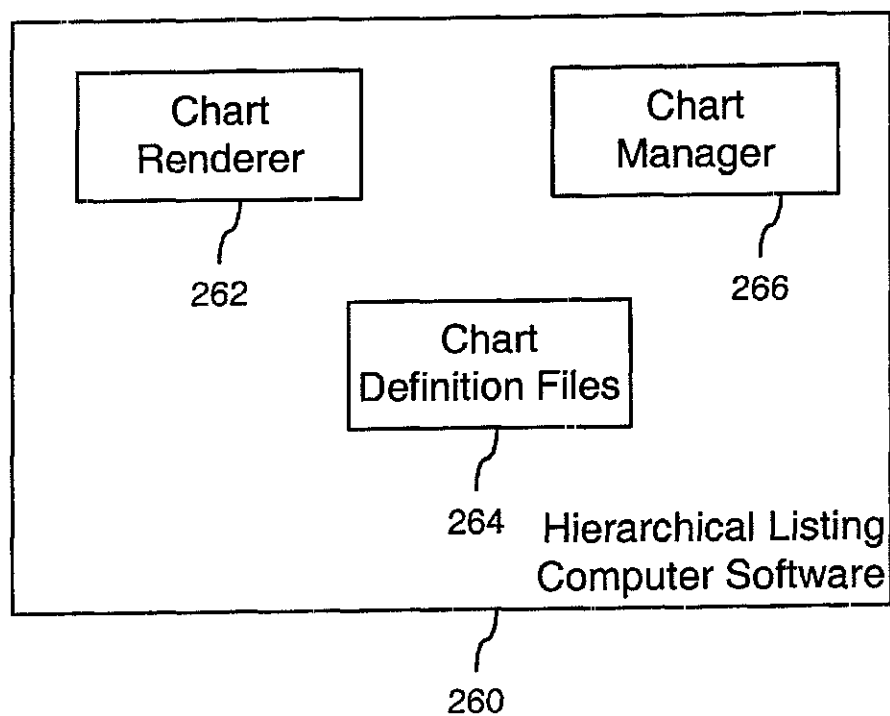 Chart
Renderer
262
Chart
Manager
266
Chart
Definition Files
264
Hierarchical Listing
Computer Software
260